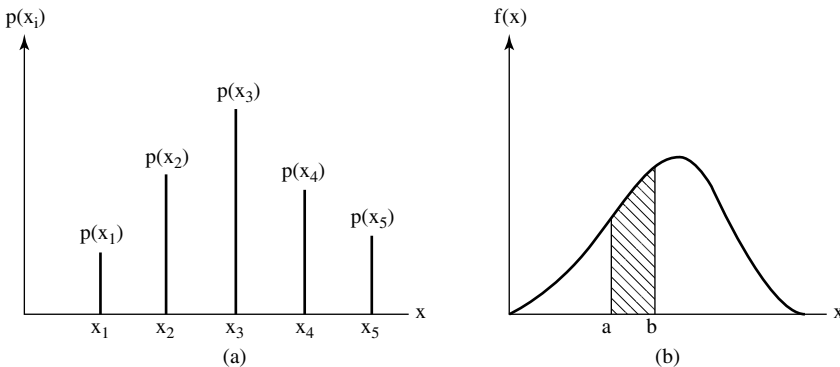 p(xᵢ)
p(x₁)
p(x₂)
p(x₃)
p(x₄)
p(x₅)
x₁ x₂ x₃ x₄ x₅ x
(a)
f(x)
a b x
(b)